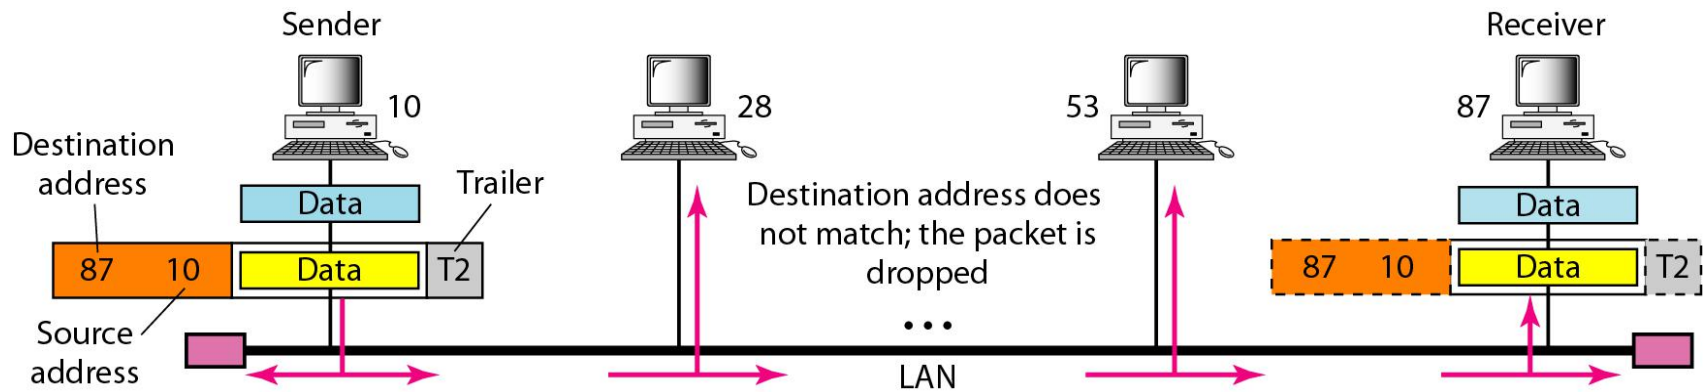 Sender
Receiver
10
28
53
87
Destination
address
Trailer
Data
Destination address does
not match; the packet is
dropped
Data
87 10
Data
T2
87 10
Data
T2
Source
address
...
LAN